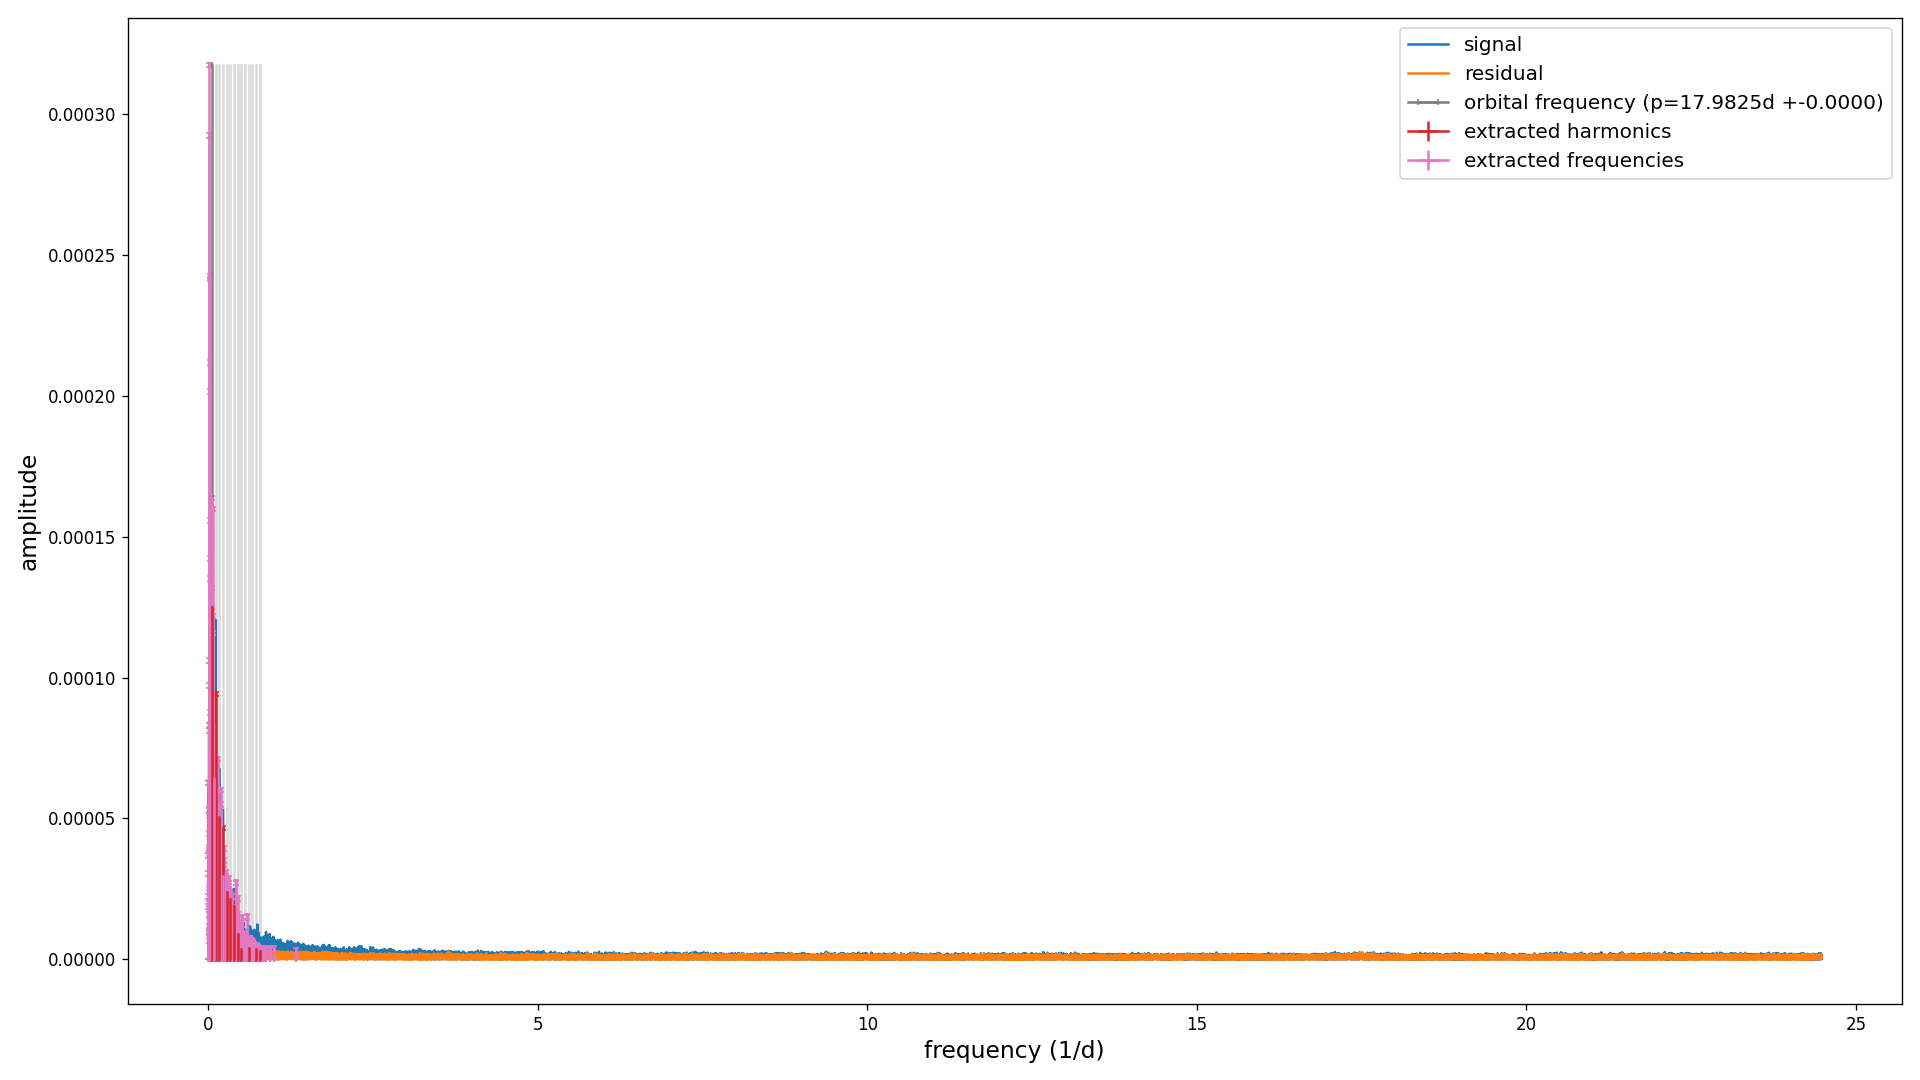 signal
residual
orbital frequency (p=17.9825d +-0.0000)
extracted harmonics
extracted frequencies
amplitude
0.00030
0.00025
0.00020
0.00015
0.00010
0.00005
0.00000
0 5 10 15 20 25
frequency (1/d)